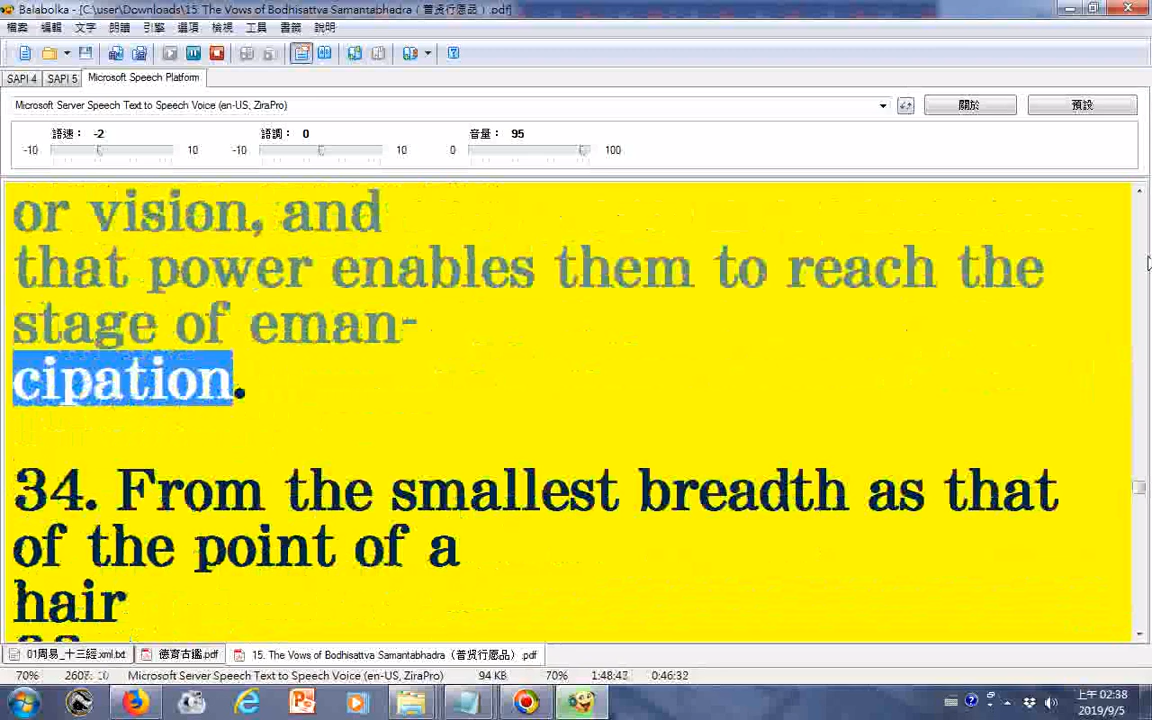 Balabolka - [C:\user\Downloads\15. The Vows of Bodhisattva Samantabhadra（普賢行愿品）.pdf]
檔案 編輯 文字 朗讀 引擎 選項 檢視 工具 書籤 說明
SAPI 4 SAPI 5 Microsoft Speech Platform
Microsoft Server Speech Text to Speech Voice (en-US, ZiraPro) 關於 預設
語速： -2 語調： 0 音量： 95
-10 10 -10 10 0 100
or vision, and
that power enables them to reach the
stage of eman-
cipation.
34. From the smallest breadth as that
of the point of a
hair
01周易_十三經.xml.txt 德育古鑑.pdf 15. The Vows of Bodhisattva Samantabhadra（普賢行愿品）.pdf
70% Microsoft Server Speech Text to Speech Voice (en-US, ZiraPro) 94 KB 70% 1:48:47 0:46:32
上午 02:38
2019/9/5